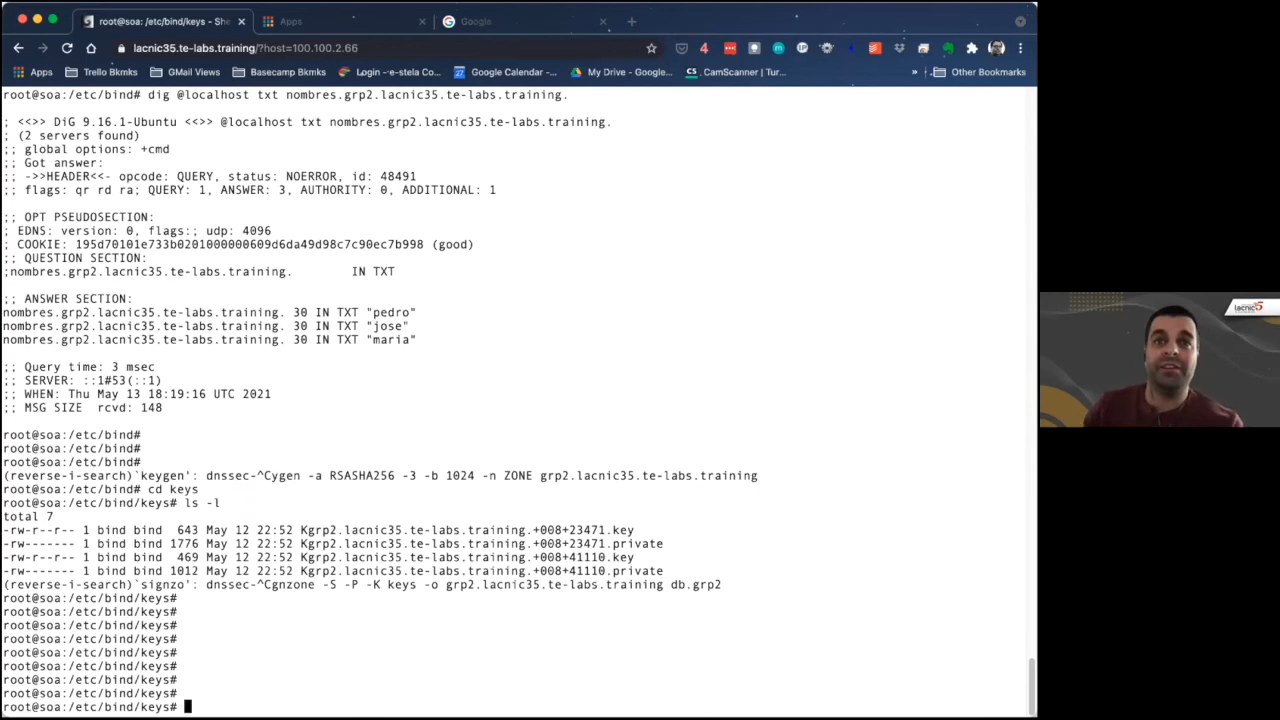 root@soa: /etc/bind/keys - She
Apps
Google
lacnic35.te-labs.training/?host=100.100.2.66
Apps
Trello Bkmks
GMail Views
Basecamp Bkmks
Login -e-stela Co...
Google Calendar -...
My Drive - Google...
CS. CamScanner | Tur...
»
Other Bookmarks
root@soa:/etc/bind# dig @localhost txt nombres.grp2.lacnic35.te-labs.training.
; <<>> DiG 9.16.1-Ubuntu <<>> @localhost txt nombres.grp2.lacnic35.te-labs.training.
; (2 servers found)
;; global options: +cmd
;; Got answer:
;; ->>HEADER<<- opcode: QUERY, status: NOERROR, id: 48491
;; flags: qr rd ra; QUERY: 1, ANSWER: 3, AUTHORITY: 0, ADDITIONAL: 1
;; OPT PSEUDOSECTION:
; EDNS: version: 0, flags:; udp: 4096
; COOKIE: 195d70101e733b0201000000609d6da49d98c7c90ec7b998 (good)
;; QUESTION SECTION:
;nombres.grp2.lacnic35.te-labs.training. IN TXT
;; ANSWER SECTION:
nombres.grp2.lacnic35.te-labs.training. 30 IN TXT "pedro"
nombres.grp2.lacnic35.te-labs.training. 30 IN TXT "jose"
nombres.grp2.lacnic35.te-labs.training. 30 IN TXT "maria"
;; Query time: 3 msec
;; SERVER: ::1#53(::1)
;; WHEN: Thu May 13 18:19:16 UTC 2021
;; MSG SIZE rcvd: 148
root@soa:/etc/bind#
root@soa:/etc/bind#
root@soa:/etc/bind#
(reverse-i-search)`keygen': dnssec-^Cygen -a RSASHA256 -3 -b 1024 -n ZONE grp2.lacnic35.te-labs.training
root@soa:/etc/bind# cd keys
root@soa:/etc/bind/keys# ls -l
total 7
-rw-r--r-- 1 bind bind 643 May 12 22:52 Kgrp2.lacnic35.te-labs.training.+008+23471.key
-rw------- 1 bind bind 1776 May 12 22:52 Kgrp2.lacnic35.te-labs.training.+008+23471.private
-rw-r--r-- 1 bind bind 469 May 12 22:52 Kgrp2.lacnic35.te-labs.training.+008+41110.key
-rw------- 1 bind bind 1012 May 12 22:52 Kgrp2.lacnic35.te-labs.training.+008+41110.private
(reverse-i-search)`signzo': dnssec-^Cgnzone -S -P -K keys -o grp2.lacnic35.te-labs.training db.grp2
root@soa:/etc/bind/keys#
root@soa:/etc/bind/keys#
root@soa:/etc/bind/keys#
root@soa:/etc/bind/keys#
root@soa:/etc/bind/keys#
root@soa:/etc/bind/keys#
root@soa:/etc/bind/keys#
root@soa:/etc/bind/keys#
root@soa:/etc/bind/keys#
lacnic35